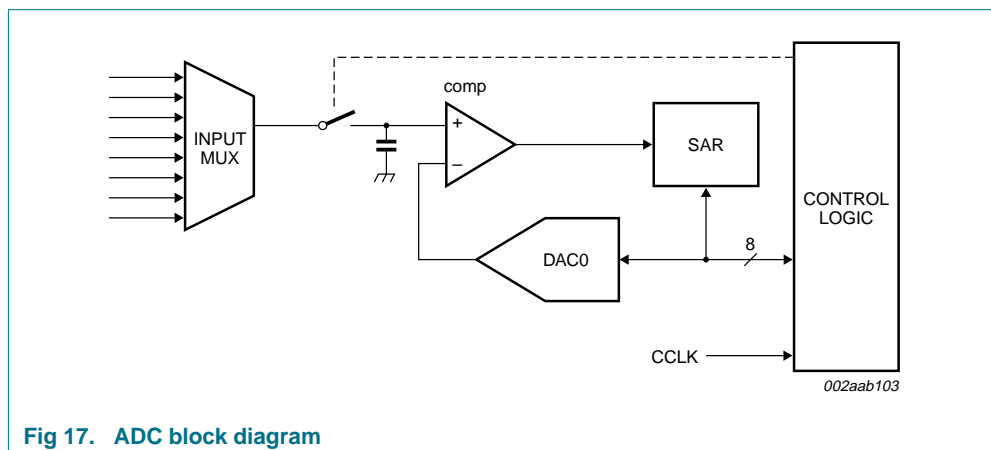 comp
+
–
INPUT
MUX
SAR
CONTROL
LOGIC
8
DAC0
CCLK
002aab103
Fig 17. ADC block diagram